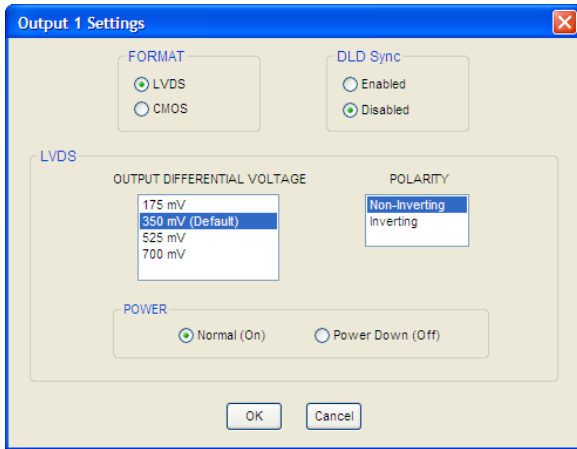 Output 1 Settings
FORMAT
LVDS
CMOS
DLD Sync
Enabled
Disabled
LVDS
OUTPUT DIFFERENTIAL VOLTAGE
175 mV
350 mV (Default)
525 mV
700 mV
POLARITY
Non-Inverting
Inverting
POWER
Normal (On)
Power Down (Off)
OK
Cancel